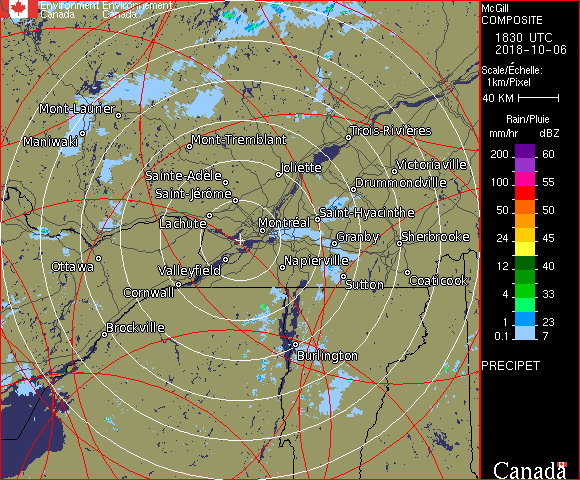 Environment Environnement
Canada Canada
McGill
COMPOSITE
1830 UTC
2018-10-06
Scale/Échelle:
1km/Pixel
40 KM
Rain/Pluie
mm/hr dBZ
200 60
100 55
50 50
24 45
12 40
4 33
1 23
0.1 7
PRECIPET
Canada
Mont-Laurier
Maniwaki
Mont-Tremblant
Trois-Rivières
Joliette
Victoriaville
Sainte-Adèle
Drummondville
Saint-Jérôme
Saint-Hyacinthe
Lachute
Montréal
Granby
Sherbrooke
Ottawa
Valleyfield
Napierville
Sutton
Coaticook
Cornwall
Brockville
Burlington